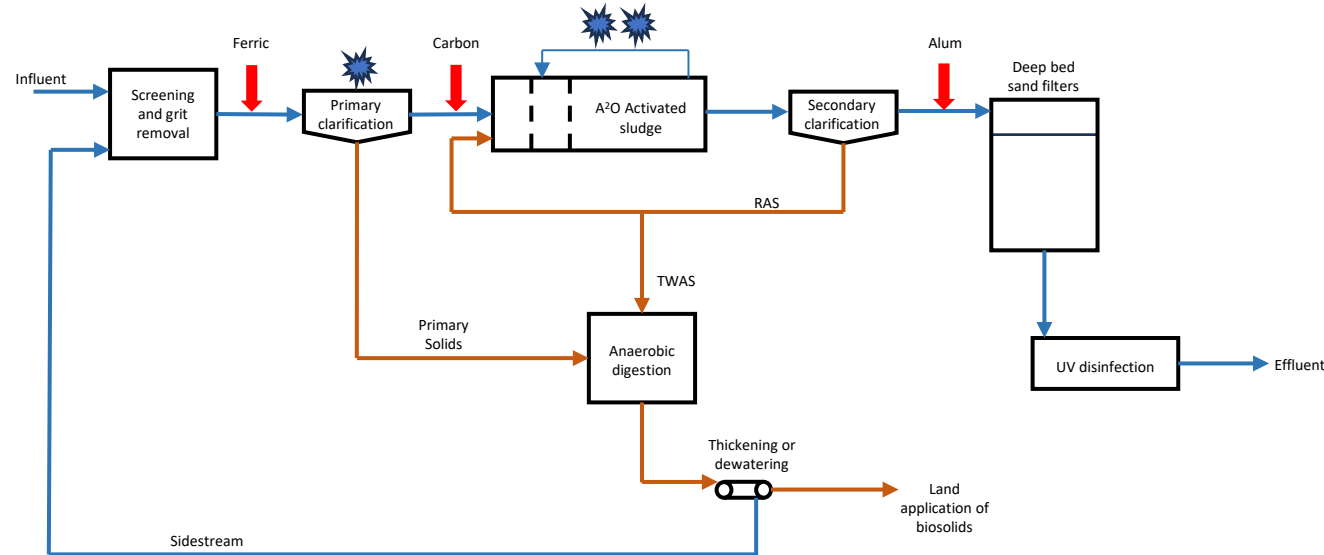 Influent
Screening
and grit
removal
Ferric
Primary
clarification
Carbon
A²O Activated
sludge
Secondary
clarification
Alum
Deep bed
sand filters
RAS
TWAS
Primary
Solids
Anaerobic
digestion
UV disinfection
Effluent
Thickening or
dewatering
Land
application of
biosolids
Sidestream